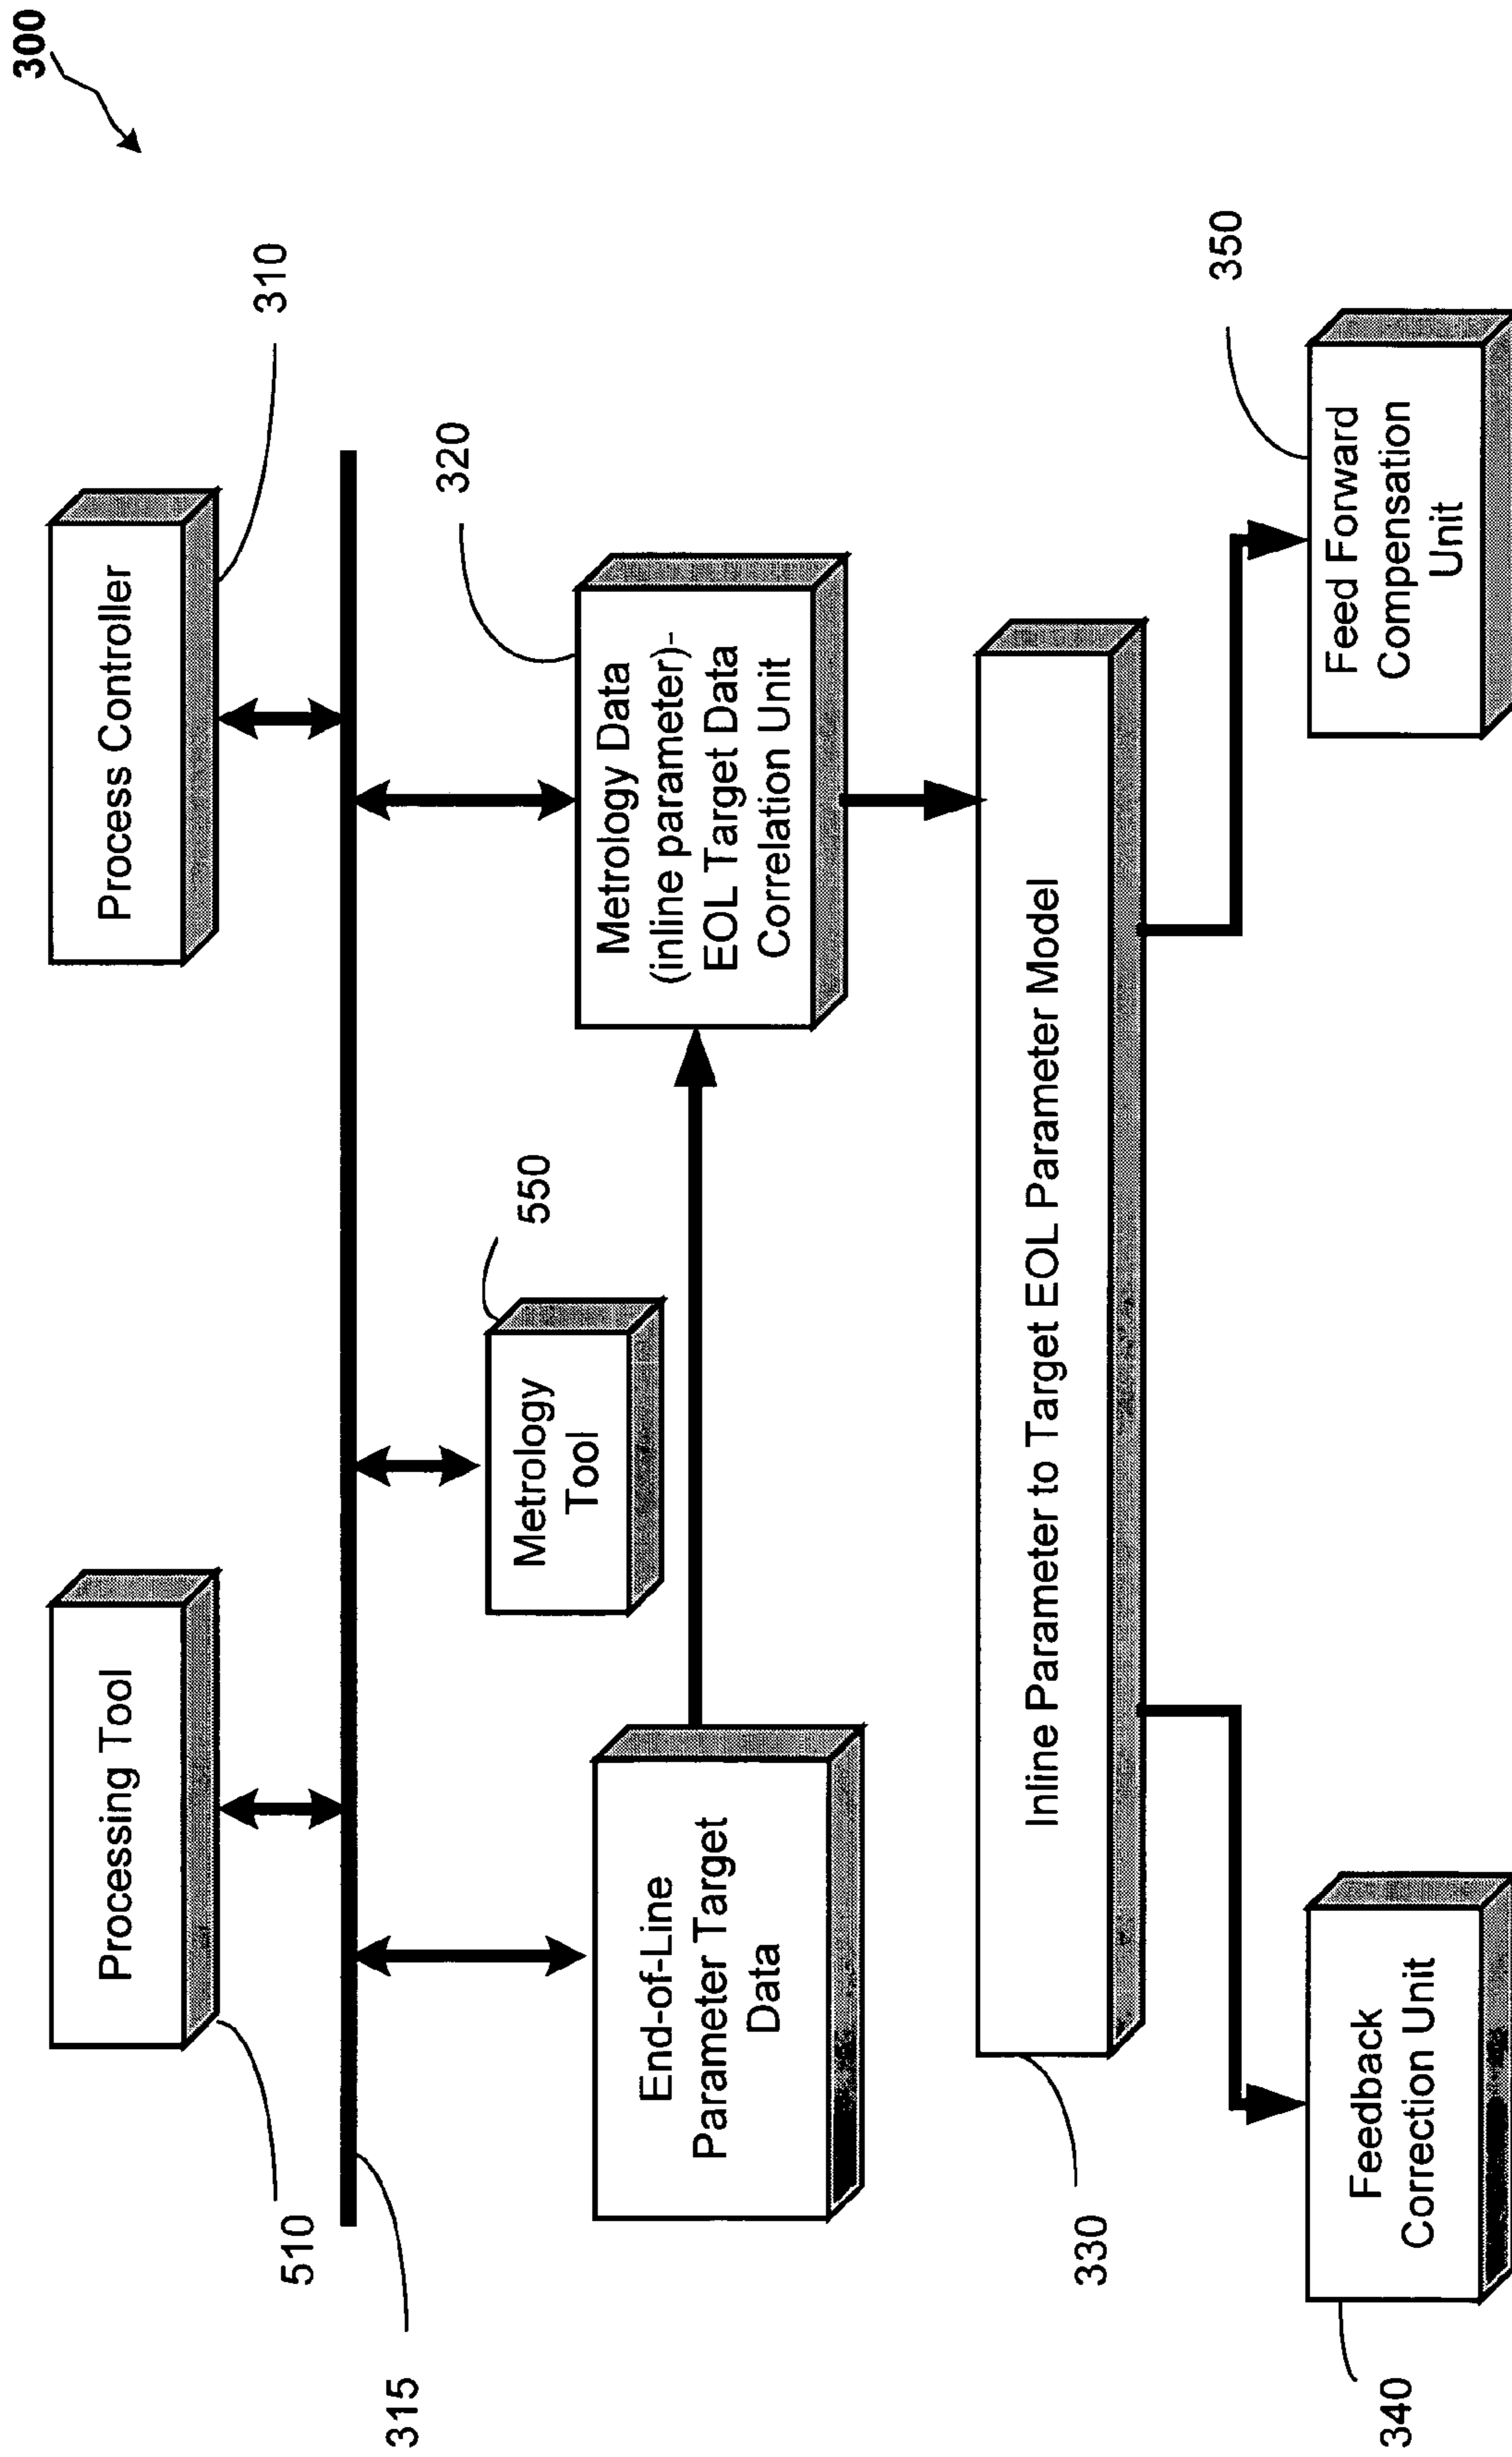 300
Processing Tool
510
Process Controller
310
315
End-of-Line
Parameter Target
Data
Metrology
Tool
550
Metrology Data
(inline parameter)-
EOL Target Data
Correlation Unit
320
Inline Parameter to Target EOL Parameter Model
330
Feedback
Correction Unit
340
Feed Forward
Compensation
Unit
350